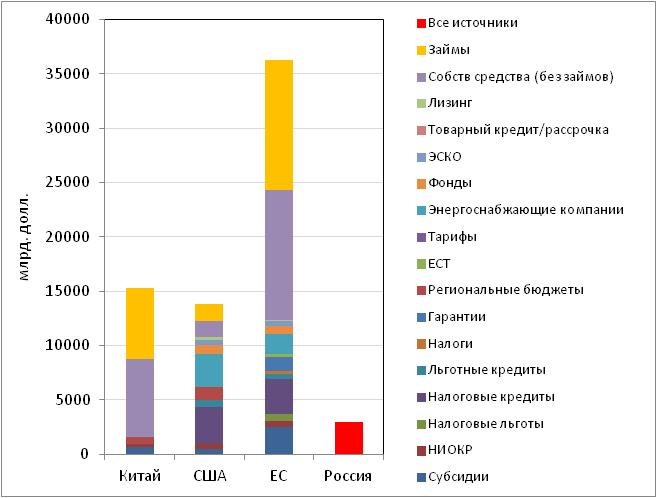 40000
35000
30000
25000
20000
15000
10000
5000
0
млрд. долл.
Китай США ЕС Россия
Все источники
Займы
Собств средства (без займов)
Лизинг
Товарный кредит/рассрочка
ЭСКО
Фонды
Энергоснабжающие компании
Тарифы
ЕСТ
Региональные бюджеты
Гарантии
Налоги
Льготные кредиты
Налоговые кредиты
Налоговые льготы
НИОКР
Субсидии